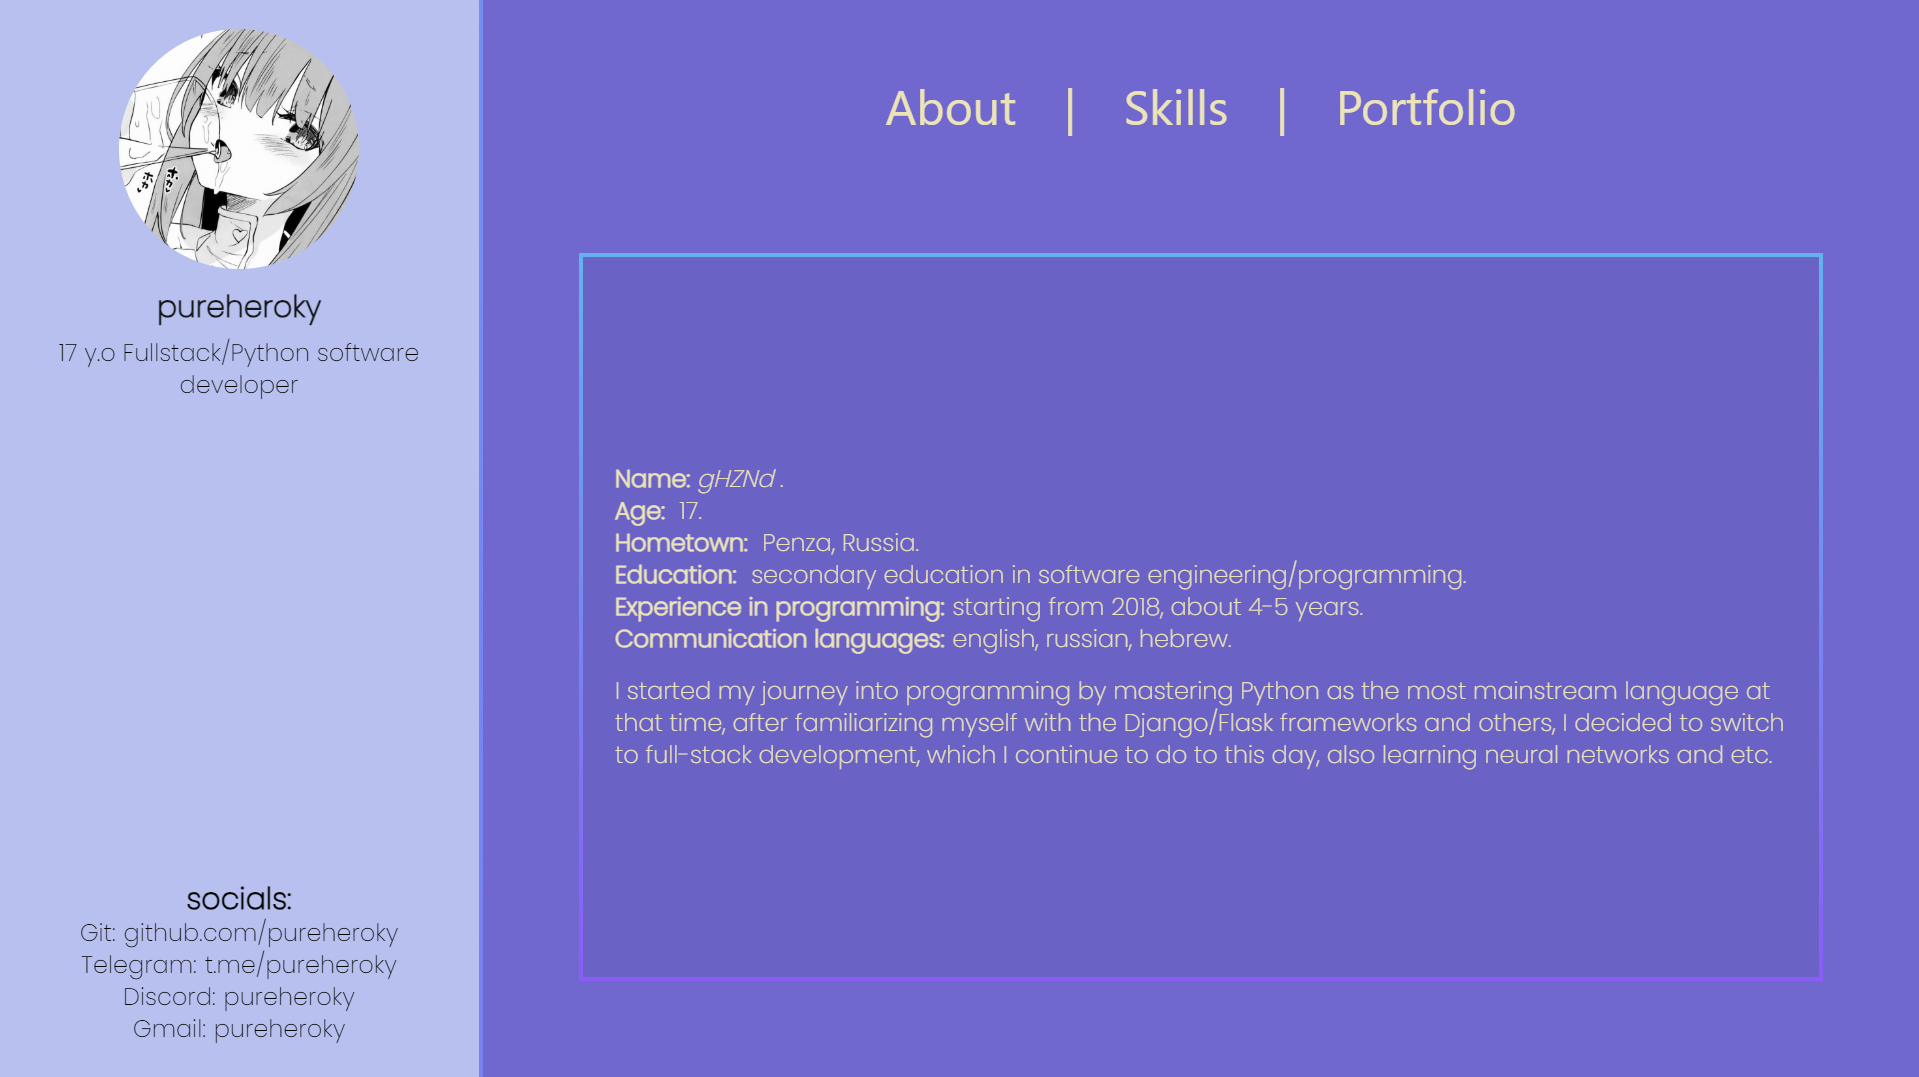 ホカ
ホカ
pureheroky
17 y.o Fullstack/Python software
developer
socials:
Git: github.com/pureheroky
Telegram: t.me/pureheroky
Discord: pureheroky
Gmail: pureheroky
About | Skills | Portfolio
Name: gHZNd .
Age: 17.
Hometown: Penza, Russia.
Education: secondary education in software engineering/programming.
Experience in programming: starting from 2018, about 4-5 years.
Communication languages: english, russian, hebrew.
I started my journey into programming by mastering Python as the most mainstream language at
that time, after familiarizing myself with the Django/Flask frameworks and others, I decided to switch
to full-stack development, which I continue to do to this day, also learning neural networks and etc.